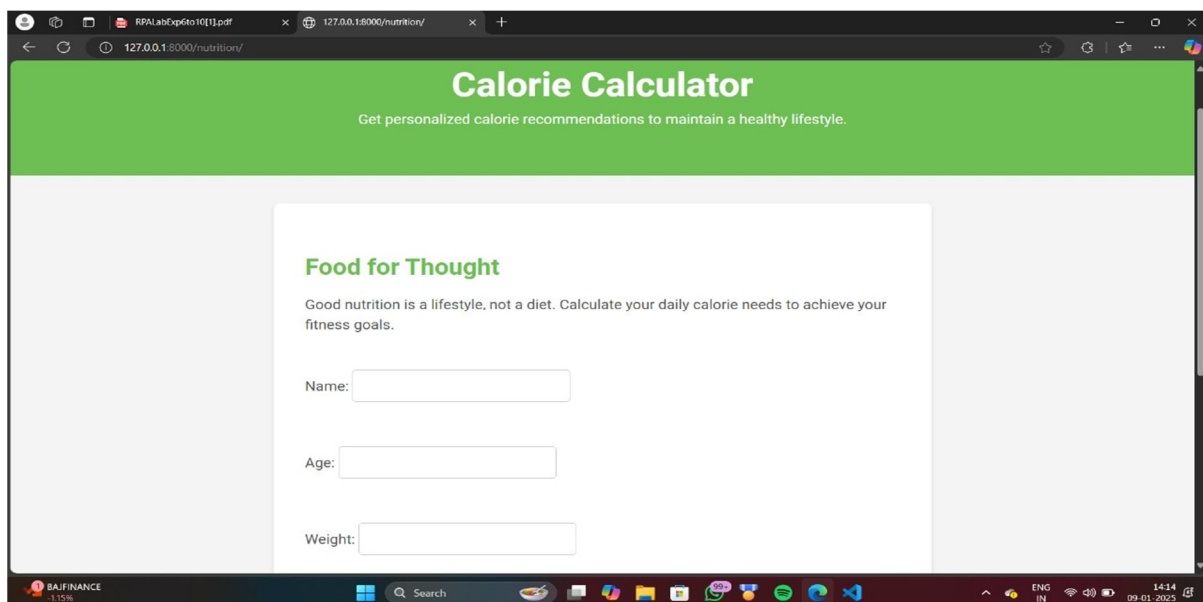 RPALabExp6to10[1].pdf
127.0.0.1:8000/nutrition/
127.0.0.1:8000/nutrition/
Calorie Calculator
Get personalized calorie recommendations to maintain a healthy lifestyle.
Food for Thought
Good nutrition is a lifestyle, not a diet. Calculate your daily calorie needs to achieve your
fitness goals.
Name:
Age:
Weight:
1
BAJFINANCE
-1.15%
Search
99+
ENG
IN
14:14
09-01-2025